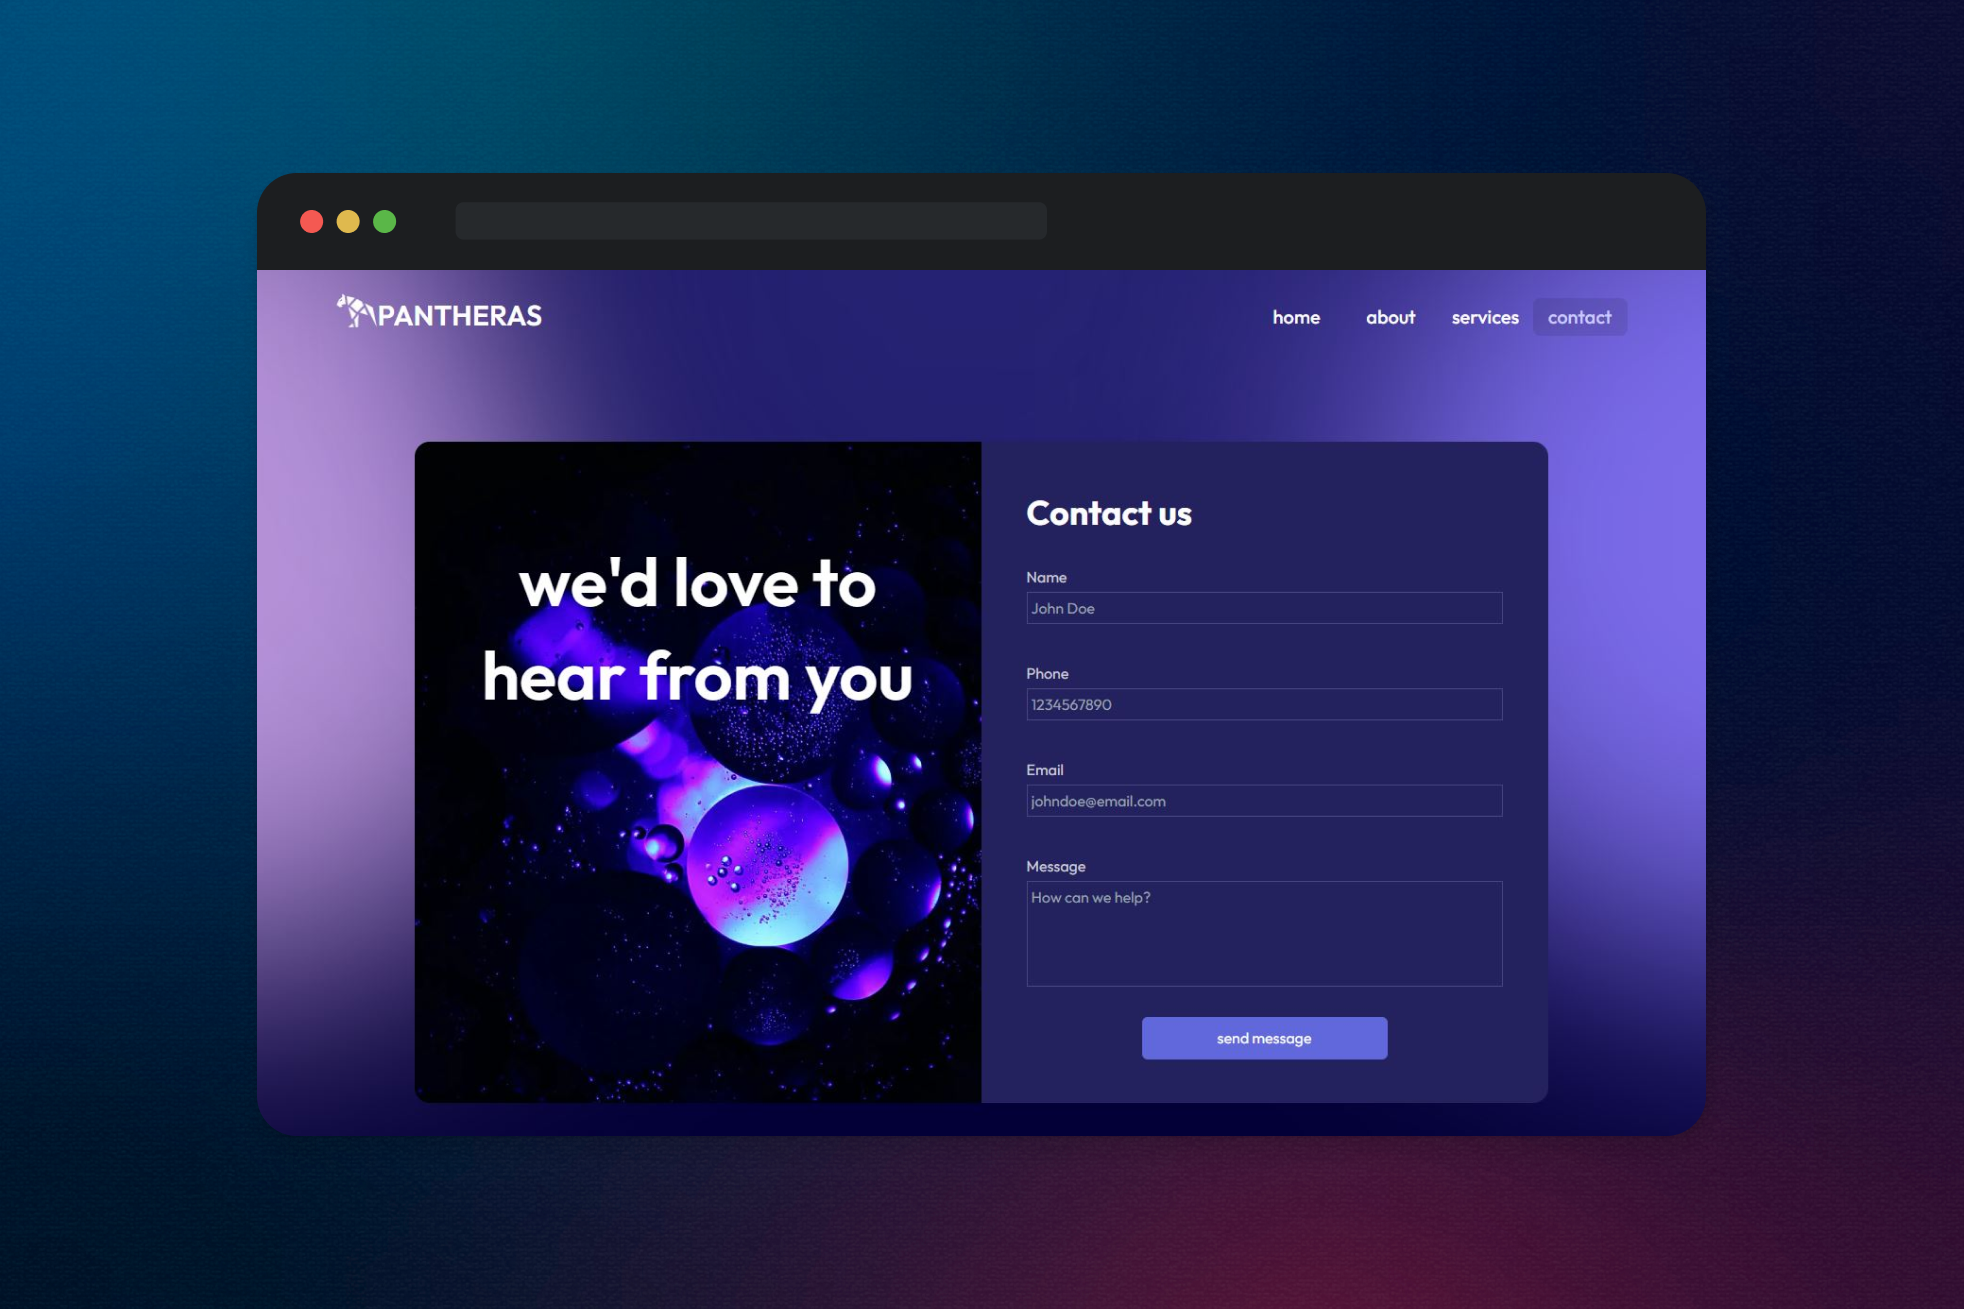 PANTHERAS
home about services contact
we'd love to
hear from you
Contact us
Name
John Doe
Phone
1234567890
Email
johndoe@email.com
Message
How can we help?
send message